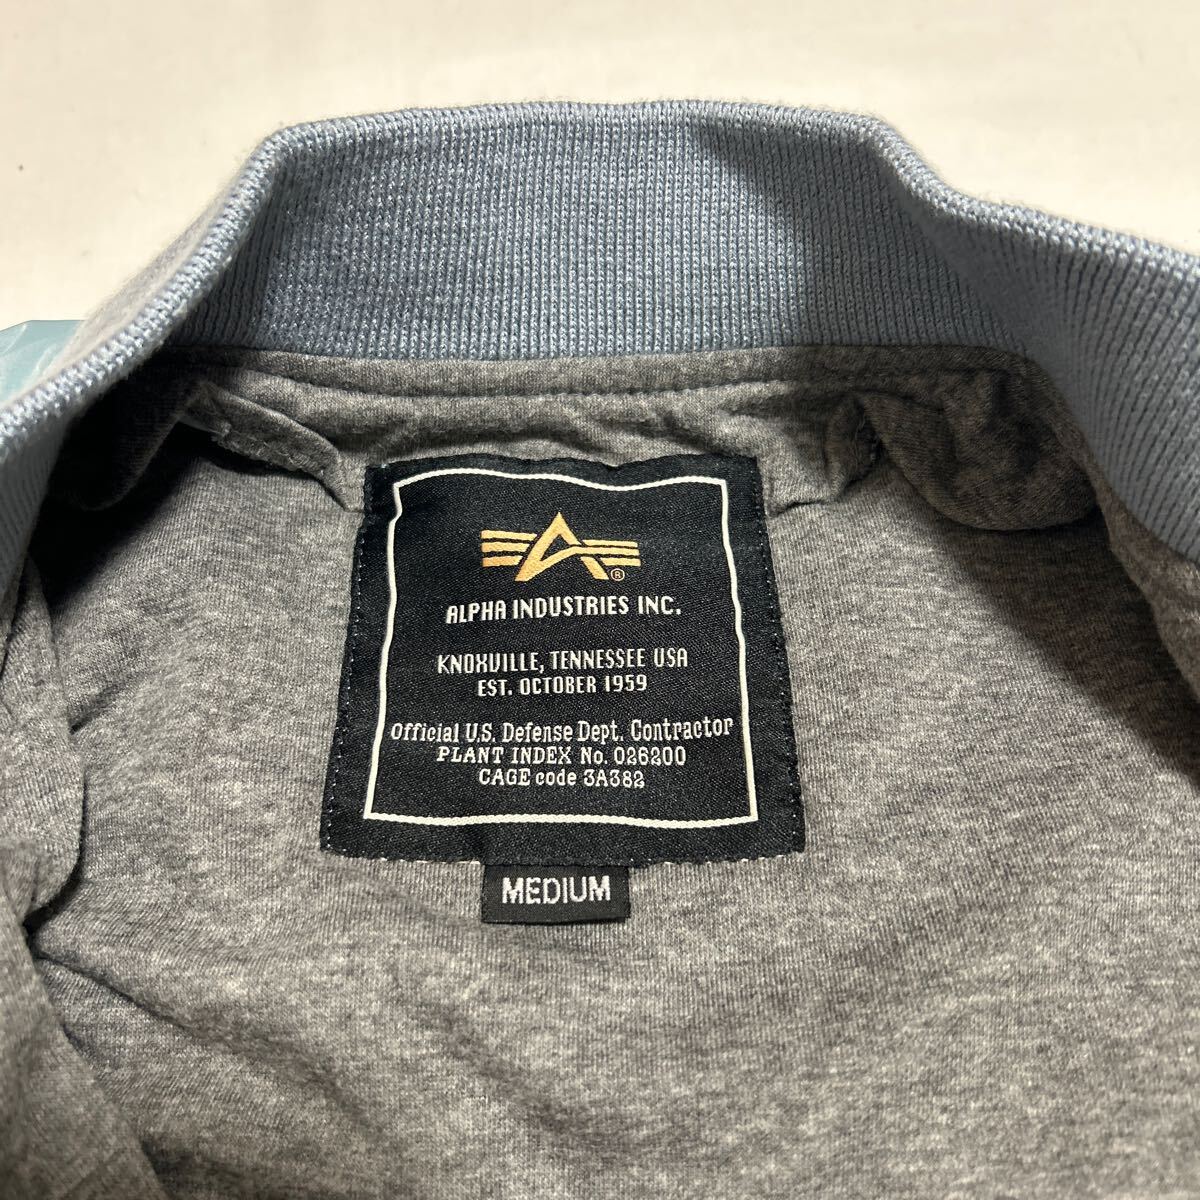 ®
ALPHA INDUSTRIES INC.
KNOXVILLE, TENNESSEE USA
EST. OCTOBER 1959
Official U.S. Defense Dept. Contractor
PLANT INDEX No. 026200
CAGE code 3A382
MEDIUM